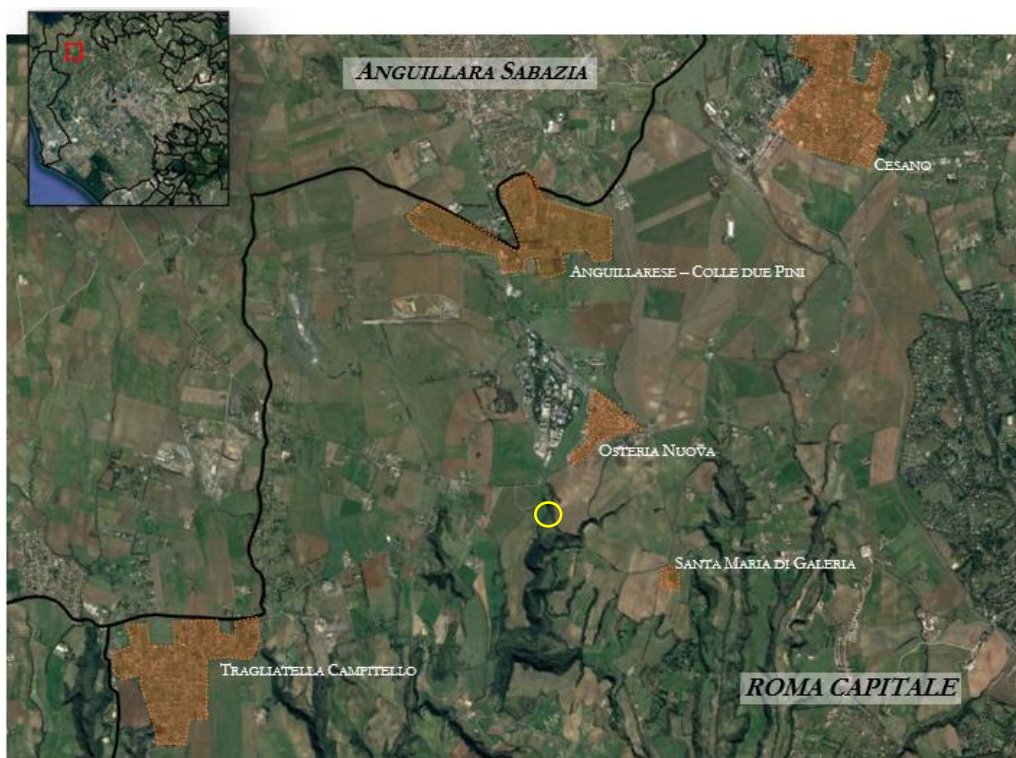 ANGUILLARA SABAZIA
CESANO
ANGUILLARESE – COLLE DUE PINI
OSTERIA NUOVA
SANTA MARIA DI GALERIA
TRAGLIATELLA CAMPITELLO
ROMA CAPITALE